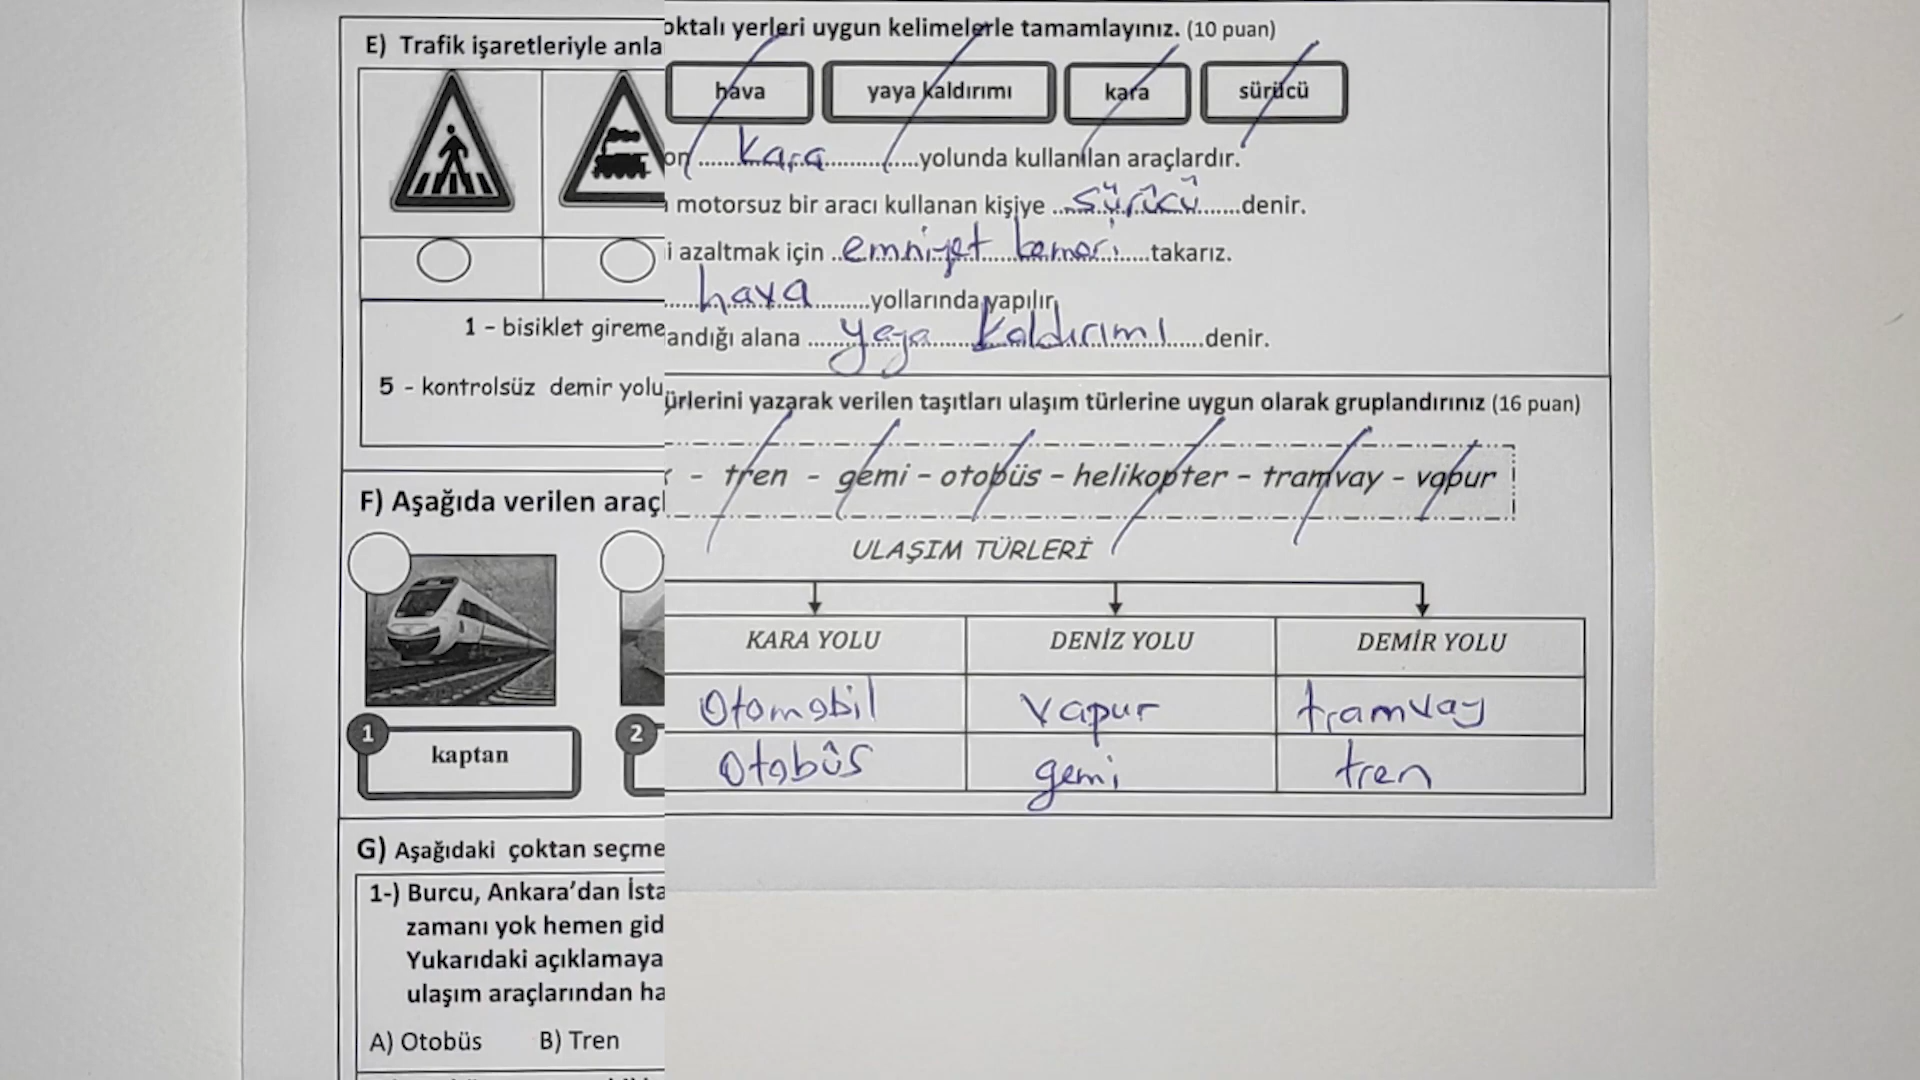 E) Trafik işaretleriyle anla
1 - bisiklet gireme
5 - kontrolsüz demir yolu
F) Aşağıda verilen araçl
1
kaptan
2
G) Aşağıdaki çoktan seçme
1-) Burcu, Ankara'dan İsta
zamanı yok hemen gid
Yukarıdaki açıklamaya
ulaşım araçlarından ha
A) Otobüs B) Tren
oktalı yerleri uygun kelimelerle tamamlayınız. (10 puan)
hava yaya kaldırımı kara sürücü
on ........kara..................yolunda kullanılan araçlardır.
motorsuz bir aracı kullanan kişiye ...sürücü.......denir.
i azaltmak için ..emniyet kemeri......takarız.
.....hava.........yollarında yapılır.
andığı alana .......yaya kaldırımı......denir.
ürlerini yazarak verilen taşıtları ulaşım türlerine uygun olarak gruplandırınız (16 puan)
- tren - gemi - otobüs - helikopter - tramvay - vapur
ULAŞIM TÜRLERİ
KARA YOLU DENİZ YOLU DEMİR YOLU
Otomobil vapur tramvay
Otobûs gemi tren